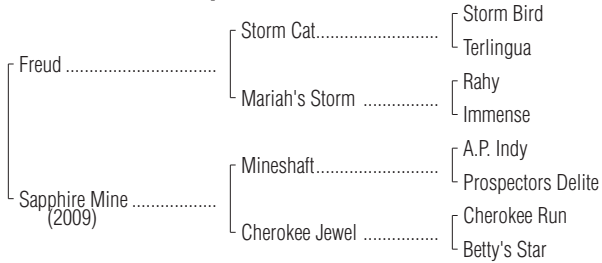 Storm Bird
Storm Cat..........................
Terlingua
Freud ................................
Rahy
Mariah's Storm ................
Immense
A.P. Indy
Mineshaft..........................
Prospectors Delite
Sapphire Mine ..................
(2009)
Cherokee Run
Cherokee Jewel ................
Betty's Star